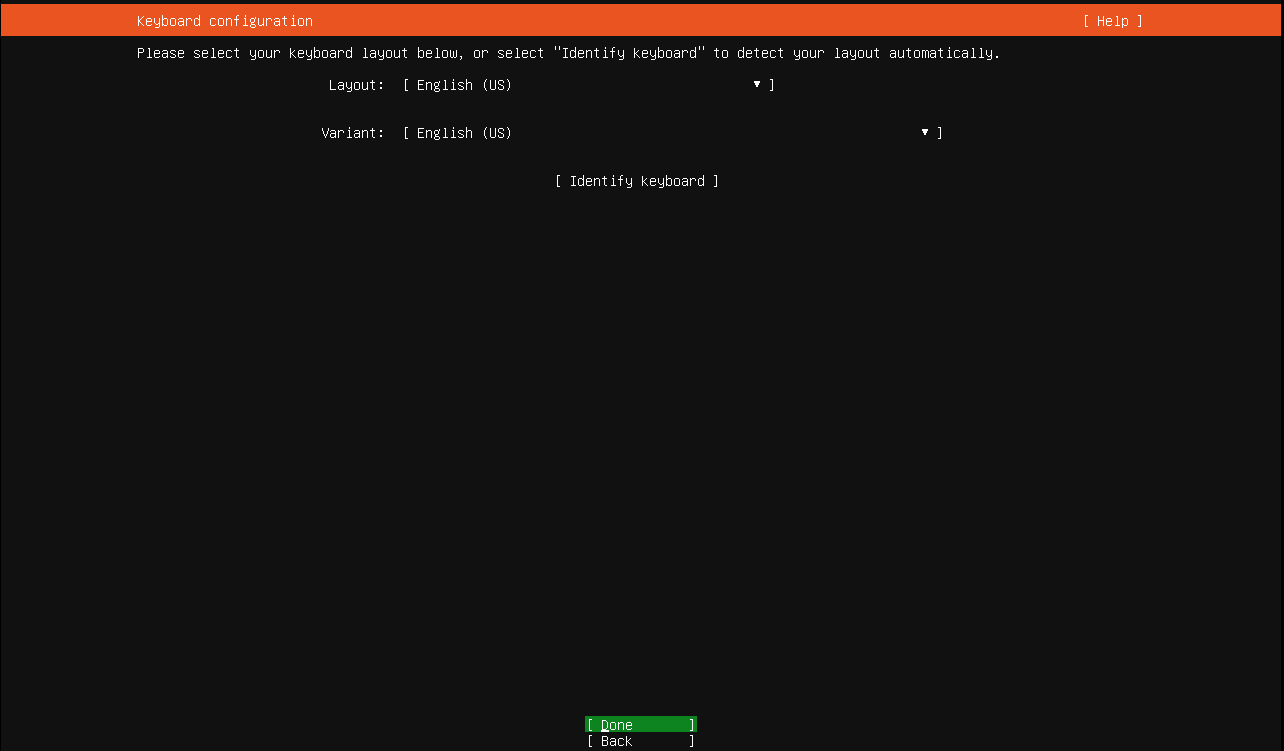 Keyboard configuration [ Help ]
Please select your keyboard layout below, or select "Identify keyboard" to detect your layout automatically.
Layout: [ English (US) ▼ ]
Variant: [ English (US) ▼ ]
[ Identify keyboard ]
[ Done ]
[ Back ]